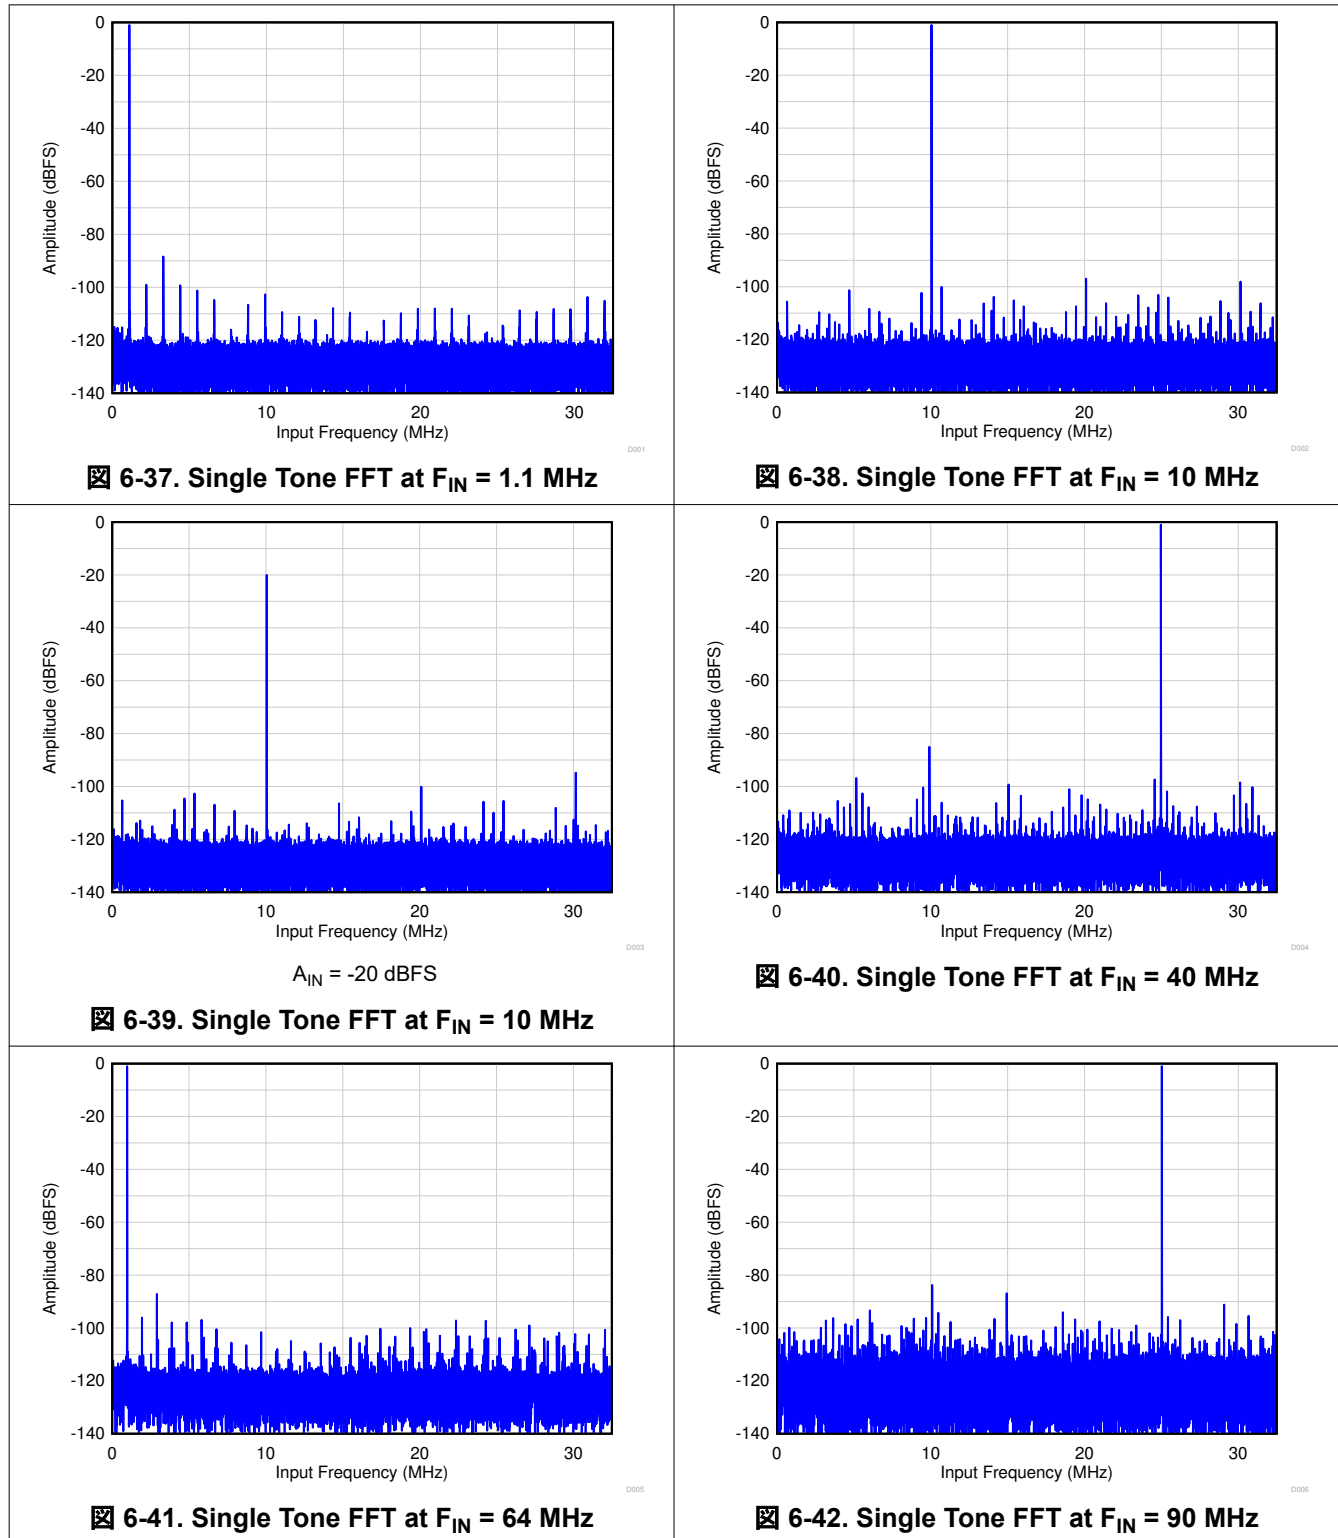 0
-20
-40
-60
-80
-100
-120
-140
Amplitude (dBFS)
0 10 20 30
Input Frequency (MHz)
D001
図 6-37. Single Tone FFT at FIN = 1.1 MHz
0
-20
-40
-60
-80
-100
-120
-140
Amplitude (dBFS)
0 10 20 30
Input Frequency (MHz)
D002
図 6-38. Single Tone FFT at FIN = 10 MHz
0
-20
-40
-60
-80
-100
-120
-140
Amplitude (dBFS)
0 10 20 30
Input Frequency (MHz)
D003
AIN = -20 dBFS
図 6-39. Single Tone FFT at FIN = 10 MHz
0
-20
-40
-60
-80
-100
-120
-140
Amplitude (dBFS)
0 10 20 30
Input Frequency (MHz)
D004
図 6-40. Single Tone FFT at FIN = 40 MHz
0
-20
-40
-60
-80
-100
-120
-140
Amplitude (dBFS)
0 10 20 30
Input Frequency (MHz)
D005
図 6-41. Single Tone FFT at FIN = 64 MHz
0
-20
-40
-60
-80
-100
-120
-140
Amplitude (dBFS)
0 10 20 30
Input Frequency (MHz)
D006
図 6-42. Single Tone FFT at FIN = 90 MHz